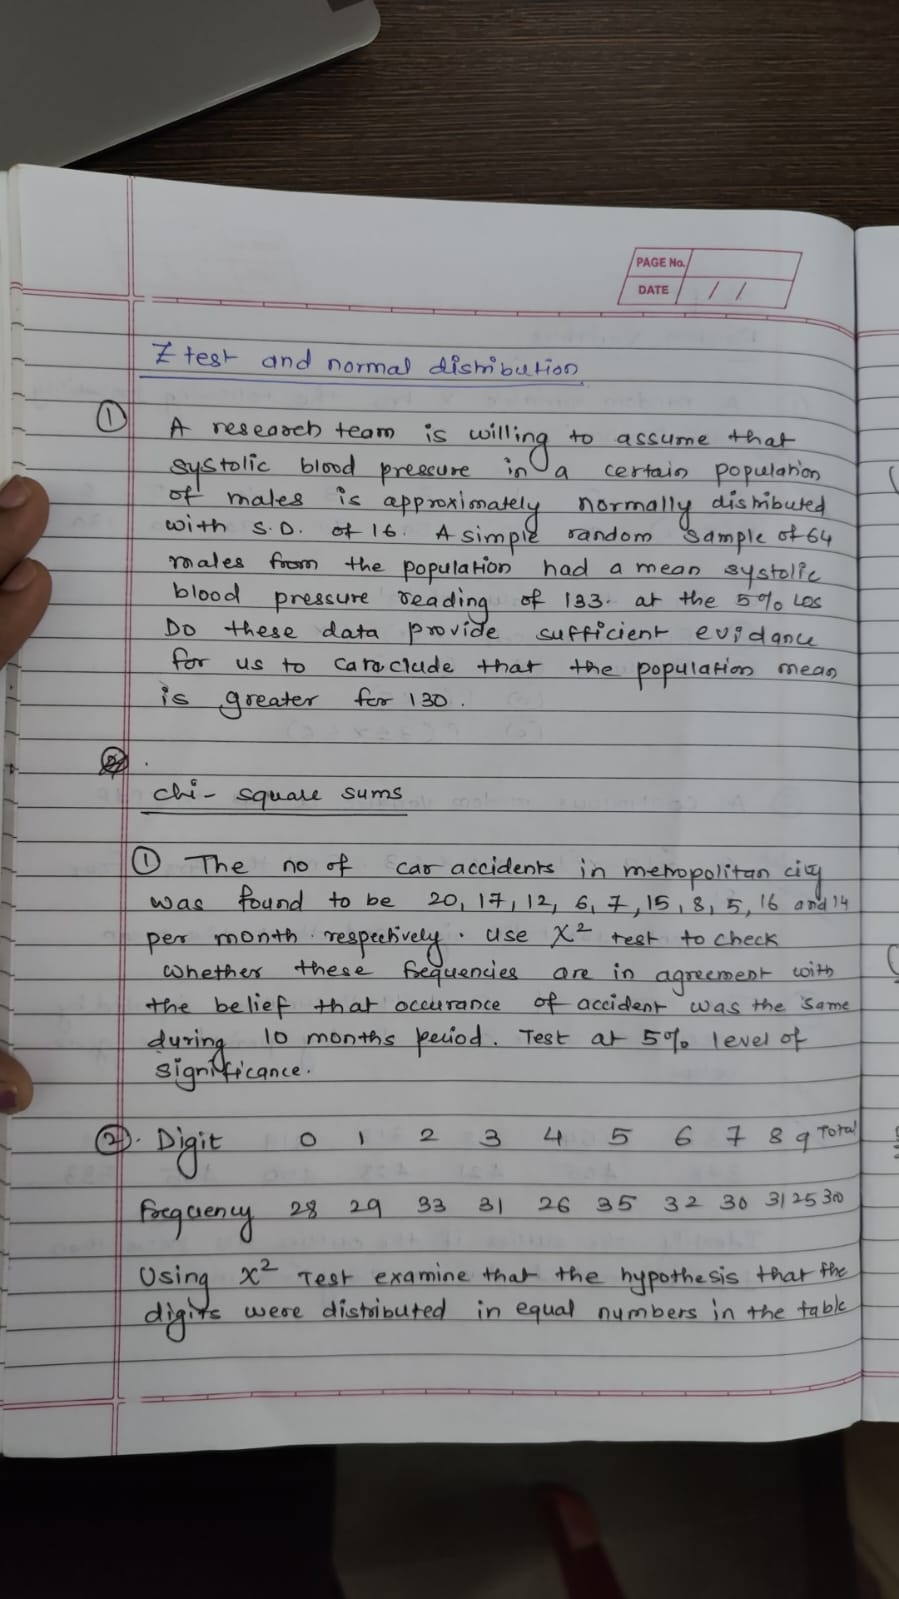 PAGE No.
DATE / /
Z test and normal distribution
① A research team is willing to assume that
systolic blood pressure in a certain population
of males is approximately normally distributed
with S.D. of 16. A simple random sample of 64
males from the population had a mean systolic
blood pressure reading of 133. at the 5% LOS
Do these data provide sufficient evidance
for us to conclude that the population mean
is greater for 130.
chi- square sums
① The no of car accidents in metropolitan city
was found to be 20, 17, 12, 6, 7, 15, 8, 5, 16 and 14
per month respectively. Use X² test to check
whether these frequencies are in agreement with
the belief that occurance of accident was the same
during 10 months period. Test at 5% level of
significance.
②. Digit 0 1 2 3 4 5 6 7 8 9 Total
frequency 28 29 33 31 26 35 32 30 31 25 300
Using x² Test examine that the hypothesis that the
digits were distributed in equal numbers in the table